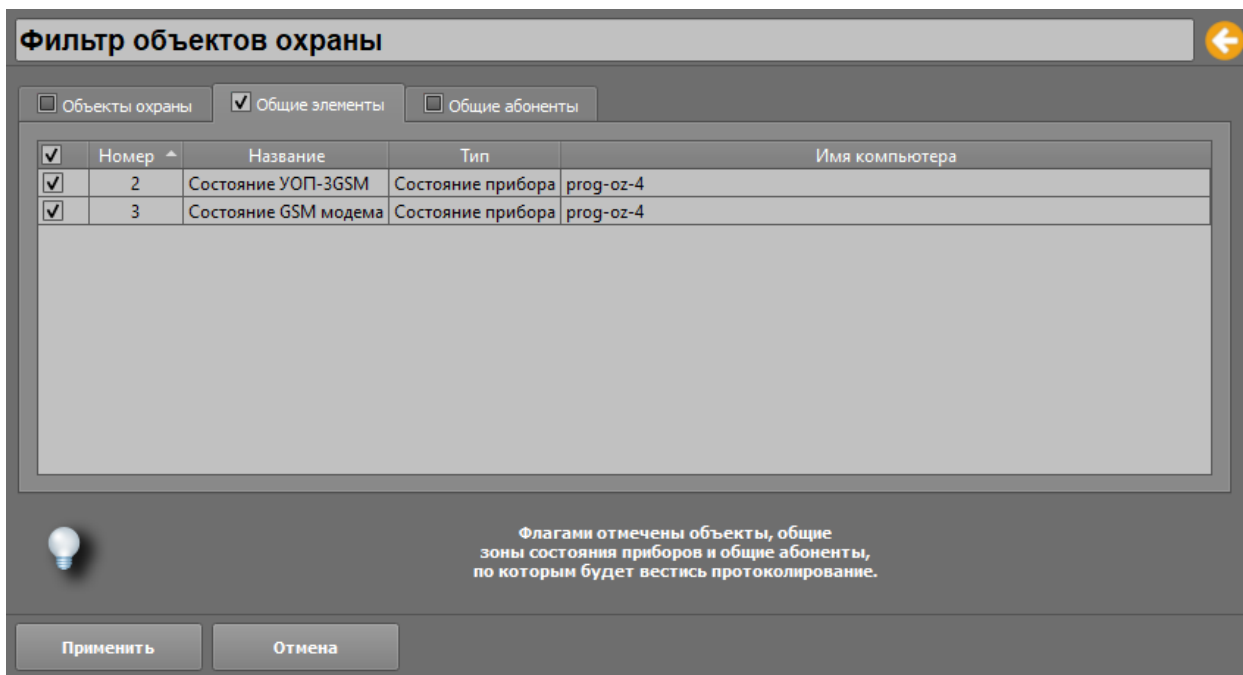 Фильтр объектов охраны
Объекты охраны Общие элементы Общие абоненты
Номер Название Тип Имя компьютера
2 Состояние УОП-3GSM Состояние прибора prog-oz-4
3 Состояние GSM модема Состояние прибора prog-oz-4
Флагами отмечены объекты, общие
зоны состояния приборов и общие абоненты,
по которым будет вестись протоколирование.
Применить Отмена